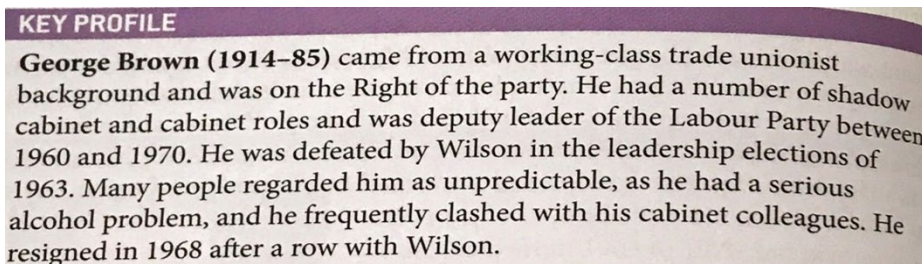 KEY PROFILE
George Brown (1914–85) came from a working-class trade unionist
background and was on the Right of the party. He had a number of shadow
cabinet and cabinet roles and was deputy leader of the Labour Party between
1960 and 1970. He was defeated by Wilson in the leadership elections of
1963. Many people regarded him as unpredictable, as he had a serious
alcohol problem, and he frequently clashed with his cabinet colleagues. He
resigned in 1968 after a row with Wilson.